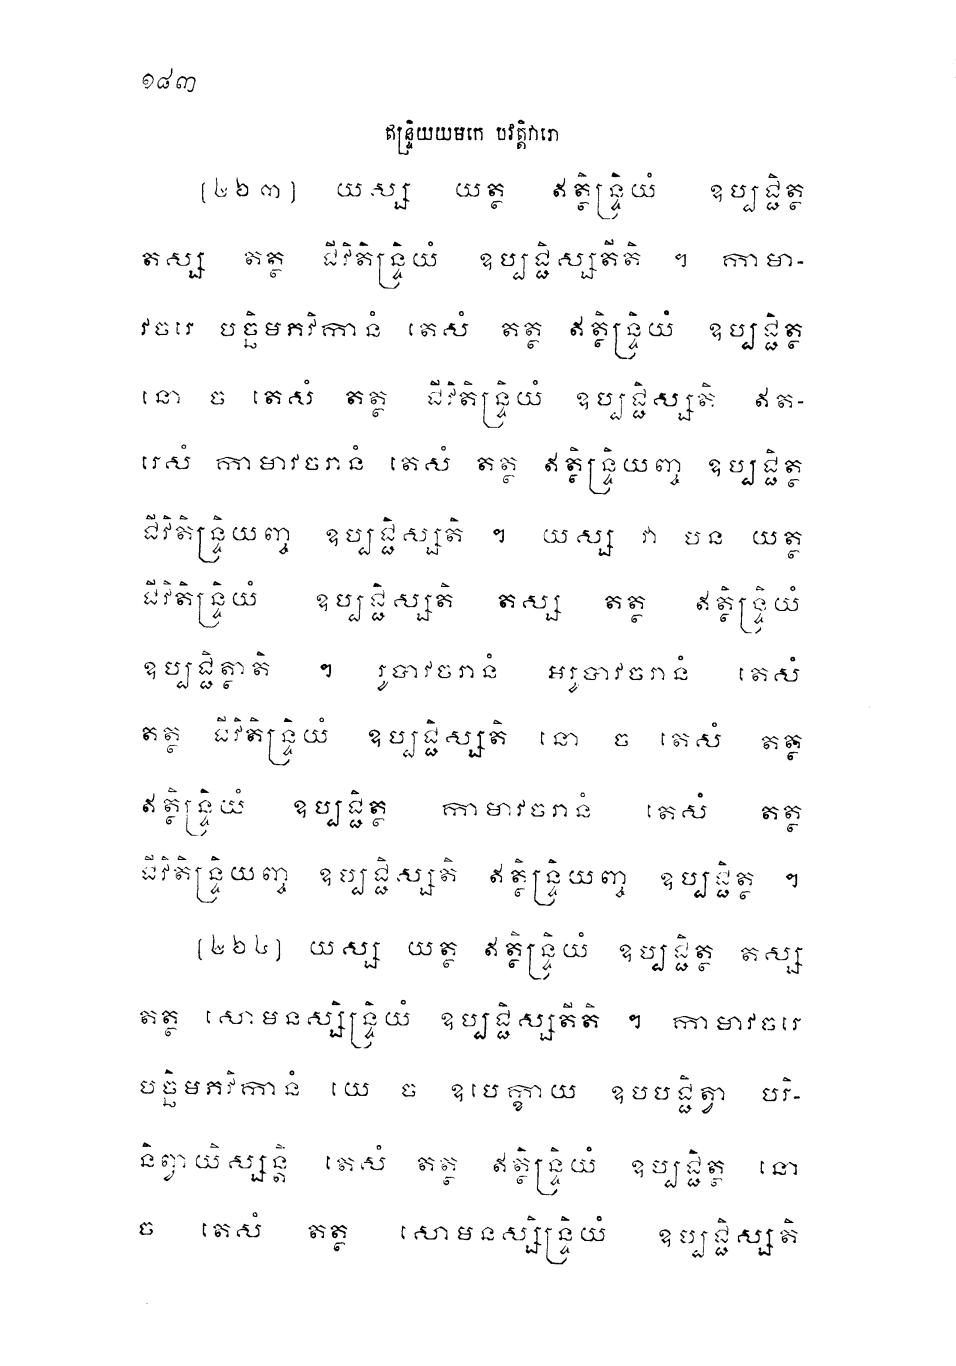 ១៨៣
ឥន្ទ្រិយយមកេ បវត្តិវារោ
[៤២៣] យស្ស យត្ថ ឥត្ថិន្ទ្រិយំ ឧប្បជ្ជិត្ថ
តស្ស តត្ថ ជីវិតិន្ទ្រិយំ ឧប្បជ្ជិស្សតីតិ ។ កាមា-
វចរេ បច្ឆិមភវិកានំ តេសំ តត្ថ ឥត្ថិន្ទ្រិយំ ឧប្បជ្ជិត្ថ
នោ ច តេសំ តត្ថ ជីវិតិន្ទ្រិយំ ឧប្បជ្ជិស្សតិ ឥត-
រេសំ កាមាវចរានំ តេសំ តត្ថ ឥត្ថិន្ទ្រិយញ្ច ឧប្បជ្ជិត្ថ
ជីវិតិន្ទ្រិយញ្ច ឧប្បជ្ជិស្សតិ ។ យស្ស វា បន យត្ថ
ជីវិតិន្ទ្រិយំ ឧប្បជ្ជិស្សតិ តស្ស តត្ថ ឥត្ថិន្ទ្រិយំ
ឧប្បជ្ជិត្ថាតិ ។ រូបាវចរានំ អរូបាវចរានំ តេសំ
តត្ថ ជីវិតិន្ទ្រិយំ ឧប្បជ្ជិស្សតិ នោ ច តេសំ តត្ថ
ឥត្ថិន្ទ្រិយំ ឧប្បជ្ជិត្ថ កាមាវចរានំ តេសំ តត្ថ
ជីវិតិន្ទ្រិយញ្ច ឧប្បជ្ជិស្សតិ ឥត្ថិន្ទ្រិយញ្ច ឧប្បជ្ជិត្ថ ។
[៤២៤] យស្ស យត្ថ ឥត្ថិន្ទ្រិយំ ឧប្បជ្ជិត្ថ តស្ស
តត្ថ សោមនស្សិន្ទ្រិយំ ឧប្បជ្ជិស្សតីតិ ។ កាមាវចរេ
បច្ឆិមភវិកានំ យេ ច ឧបេក្ខាយ ឧបបជ្ជិត្វា បរិ-
និព្វាយិស្សន្តិ តេសំ តត្ថ ឥត្ថិន្ទ្រិយំ ឧប្បជ្ជិត្ថ នោ
ច តេសំ តត្ថ សោមនស្សិន្ទ្រិយំ ឧប្បជ្ជិស្សតិ